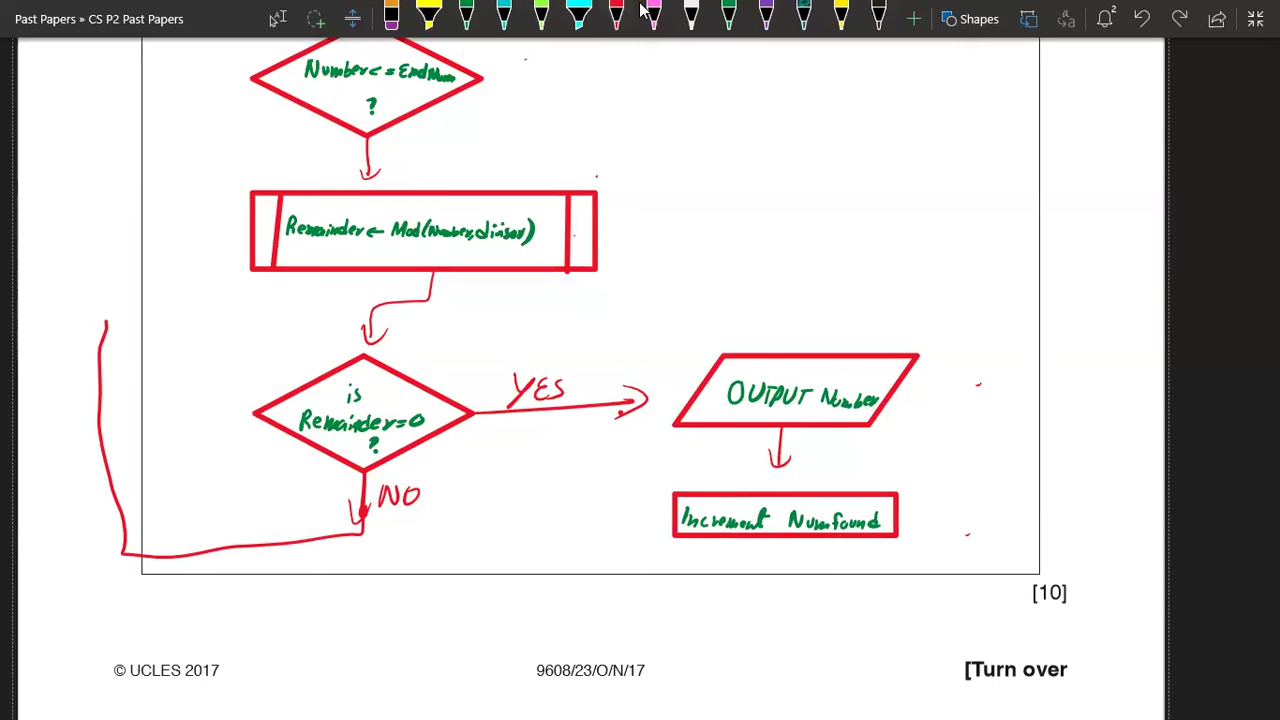 Past Papers » CS P2 Past Papers
Shapes
Number<=EndNum
?
Remainder← Mod(Number,divisor)
is
Remainder=0
?
YES
OUTPUT Number
NO
Increment Numfound
[10]
© UCLES 2017
9608/23/O/N/17
[Turn over